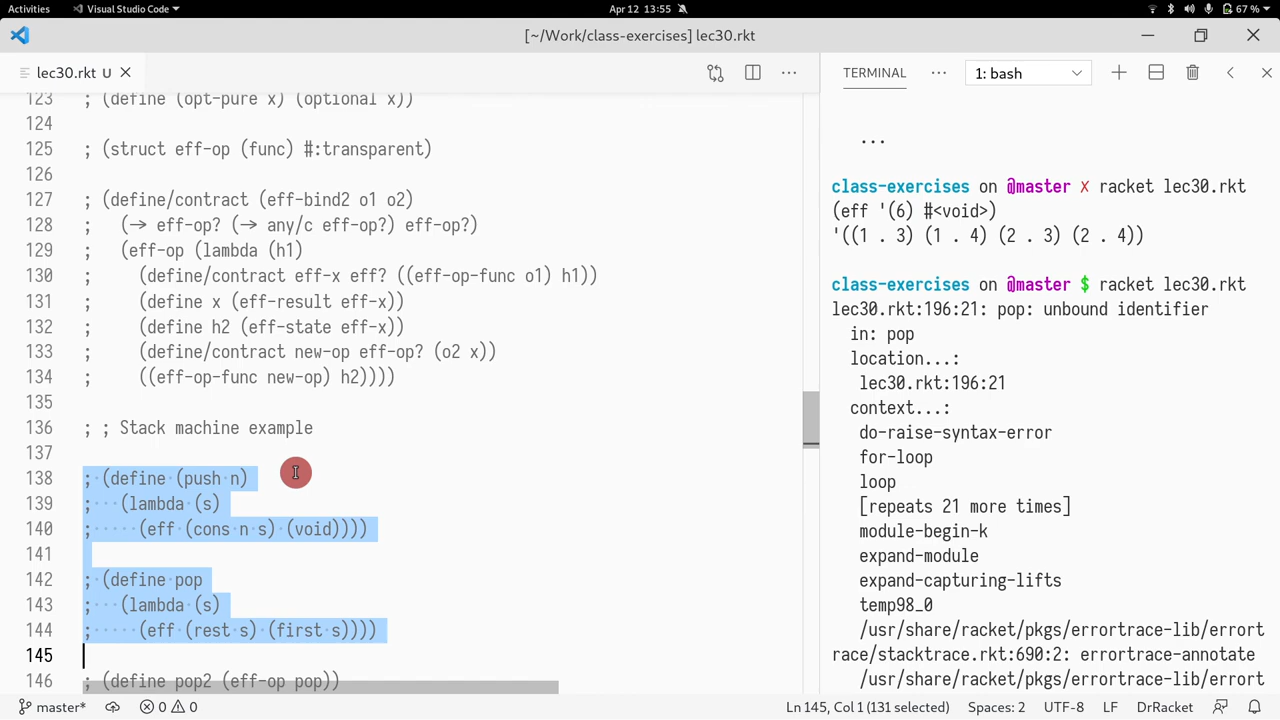 Activities
Visual Studio Code
Apr 12 13:55
67 %
[~/Work/class-exercises] lec30.rkt
lec30.rkt U
123 ; (define (opt-pure x) (optional x))
124
125 ; (struct eff-op (func) #:transparent)
126
127 ; (define/contract (eff-bind2 o1 o2)
128 ;   (-> eff-op? (-> any/c eff-op?) eff-op?)
129 ;   (eff-op (lambda (h1)
130 ;     (define/contract eff-x eff? ((eff-op-func o1) h1))
131 ;     (define x (eff-result eff-x))
132 ;     (define h2 (eff-state eff-x))
133 ;     (define/contract new-op eff-op? (o2 x))
134 ;     ((eff-op-func new-op) h2))))
135
136 ; ; Stack machine example
137
138 ; (define (push n)
139 ;   (lambda (s)
140 ;     (eff (cons n s) (void))))
141
142 ; (define pop
143 ;   (lambda (s)
144 ;     (eff (rest s) (first s))))
145
146 ; (define pop2 (eff-op pop))
TERMINAL
1: bash
...
class-exercises on @master ✗ racket lec30.rkt
(eff '(6) #<void>)
'((1 . 3) (1 . 4) (2 . 3) (2 . 4))
class-exercises on @master $ racket lec30.rkt
lec30.rkt:196:21: pop: unbound identifier
in: pop
location...:
lec30.rkt:196:21
context...:
do-raise-syntax-error
for-loop
loop
[repeats 21 more times]
module-begin-k
expand-module
expand-capturing-lifts
temp98_0
/usr/share/racket/pkgs/errortrace-lib/errort
race/stacktrace.rkt:690:2: errortrace-annotate
/usr/share/racket/pkgs/errortrace-lib/errort
master*
0
0
Ln 145, Col 1 (131 selected)
Spaces: 2
UTF-8
LF
DrRacket